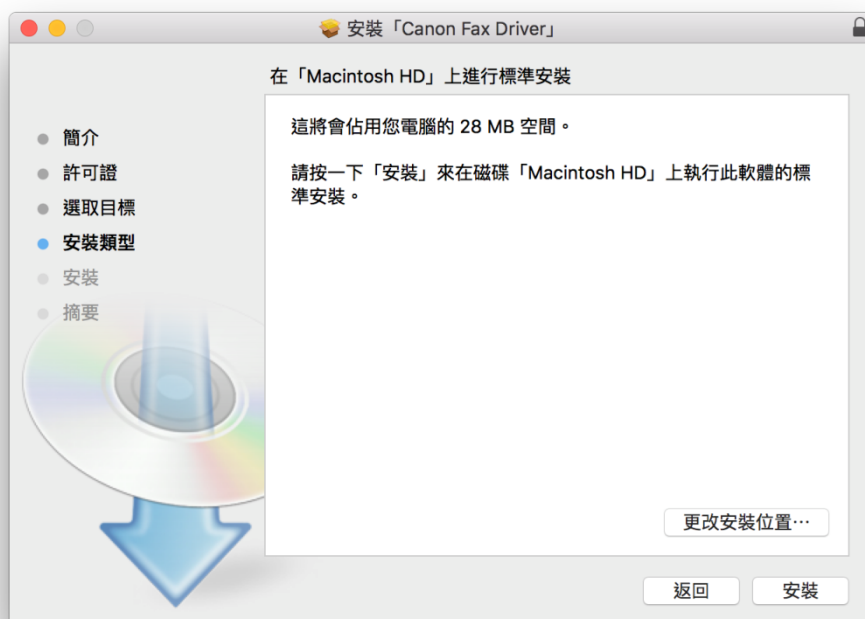 安裝「Canon Fax Driver」
在「Macintosh HD」上進行標準安裝
簡介
許可證
選取目標
安裝類型
安裝
摘要
這將會佔用您電腦的 28 MB 空間。
請按一下「安裝」來在磁碟「Macintosh HD」上執行此軟體的標
準安裝。
更改安裝位置⋯
返回
安裝